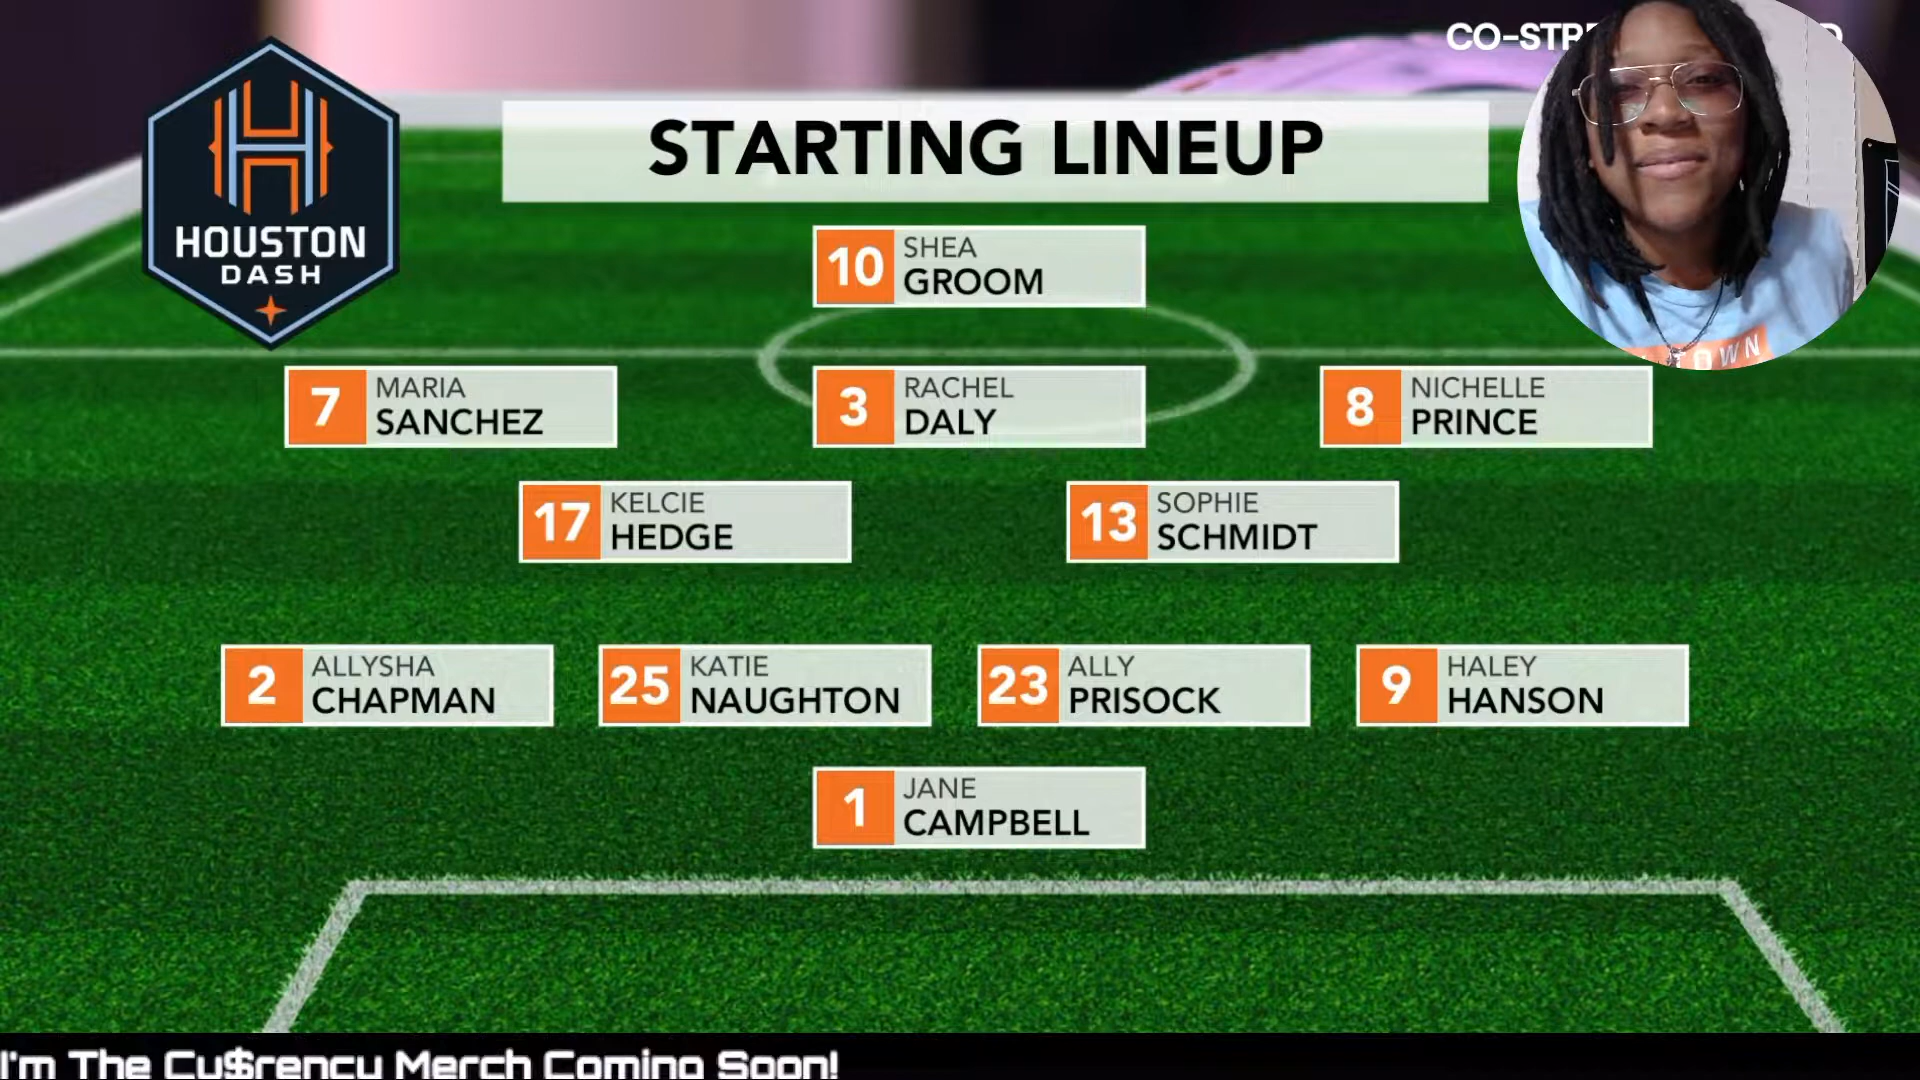 CO-STR
STARTING LINEUP
HOUSTON
DASH
10 SHEA
GROOM
7 MARIA
SANCHEZ
3 RACHEL
DALY
8 NICHELLE
PRINCE
17 KELCIE
HEDGE
13 SOPHIE
SCHMIDT
2 ALLYSHA
CHAPMAN
25 KATIE
NAUGHTON
23 ALLY
PRISOCK
9 HALEY
HANSON
1 JANE
CAMPBELL
I'm The Cu$rency Merch Coming Soon!